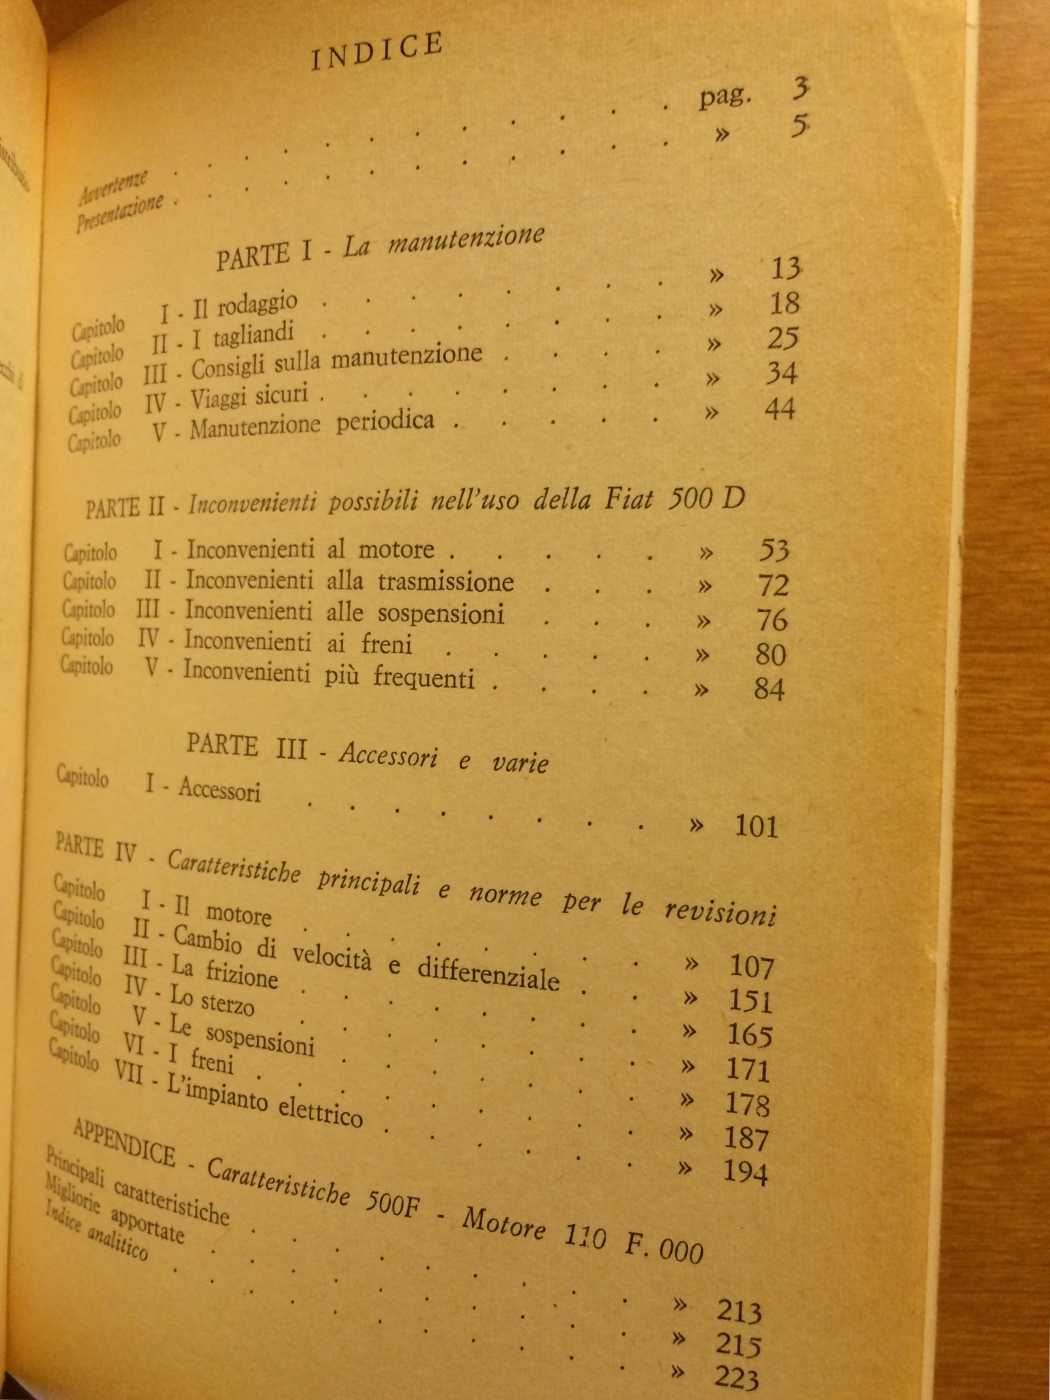 INDICE
Avvertenze . . . . . . . . . . . pag. 3
Presentazione . . . . . . . . . . . » 5
PARTE I - La manutenzione
Capitolo I - Il rodaggio . . . . . . . . » 13
Capitolo II - I tagliandi . . . . . . . . » 18
Capitolo III - Consigli sulla manutenzione . . . . » 25
Capitolo IV - Viaggi sicuri . . . . . . . . » 34
Capitolo V - Manutenzione periodica . . . . . » 44
PARTE II - Inconvenienti possibili nell'uso della Fiat 500 D
Capitolo I - Inconvenienti al motore . . . . . » 53
Capitolo II - Inconvenienti alla trasmissione . . . » 72
Capitolo III - Inconvenienti alle sospensioni . . . » 76
Capitolo IV - Inconvenienti ai freni . . . . . » 80
Capitolo V - Inconvenienti più frequenti . . . . » 84
PARTE III - Accessori e varie
Capitolo I - Accessori . . . . . . . . » 101
PARTE IV - Caratteristiche principali e norme per le revisioni
Capitolo I - Il motore . . . . . . . . » 107
Capitolo II - Cambio di velocità e differenziale . . » 151
Capitolo III - La frizione . . . . . . . . » 165
Capitolo IV - Lo sterzo . . . . . . . . » 171
Capitolo V - Le sospensioni . . . . . . . » 178
Capitolo VI - I freni . . . . . . . . . » 187
Capitolo VII - L'impianto elettrico . . . . . . » 194
APPENDICE - Caratteristiche 500F - Motore 110 F. 000
Principali caratteristiche . . . . . . . . . » 213
Migliorie apportate . . . . . . . . . . » 215
Indice analitico . . . . . . . . . . » 223